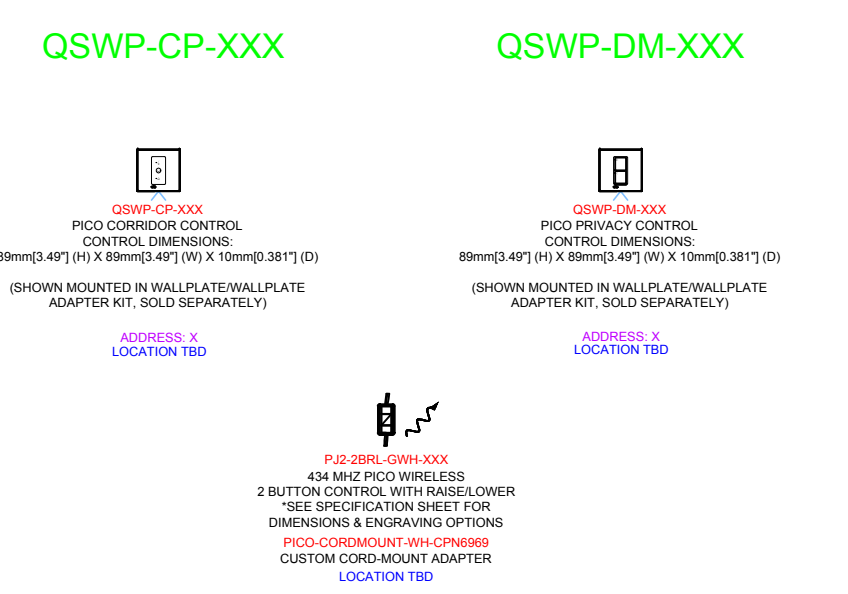 QSWP-CP-XXX
QSWP-DM-XXX
QSWP-CP-XXX
PICO CORRIDOR CONTROL
CONTROL DIMENSIONS:
39mm[3.49"] (H) X 89mm[3.49"] (W) X 10mm[0.381"] (D)
(SHOWN MOUNTED IN WALLPLATE/WALLPLATE
ADAPTER KIT, SOLD SEPARATELY)
ADDRESS: X
LOCATION TBD
QSWP-DM-XXX
PICO PRIVACY CONTROL
CONTROL DIMENSIONS:
89mm[3.49"] (H) X 89mm[3.49"] (W) X 10mm[0.381"] (D)
(SHOWN MOUNTED IN WALLPLATE/WALLPLATE
ADAPTER KIT, SOLD SEPARATELY)
ADDRESS: X
LOCATION TBD
PJ2-2BRL-GWH-XXX
434 MHZ PICO WIRELESS
2 BUTTON CONTROL WITH RAISE/LOWER
*SEE SPECIFICATION SHEET FOR
DIMENSIONS & ENGRAVING OPTIONS
PICO-CORDMOUNT-WH-CPN6969
CUSTOM CORD-MOUNT ADAPTER
LOCATION TBD